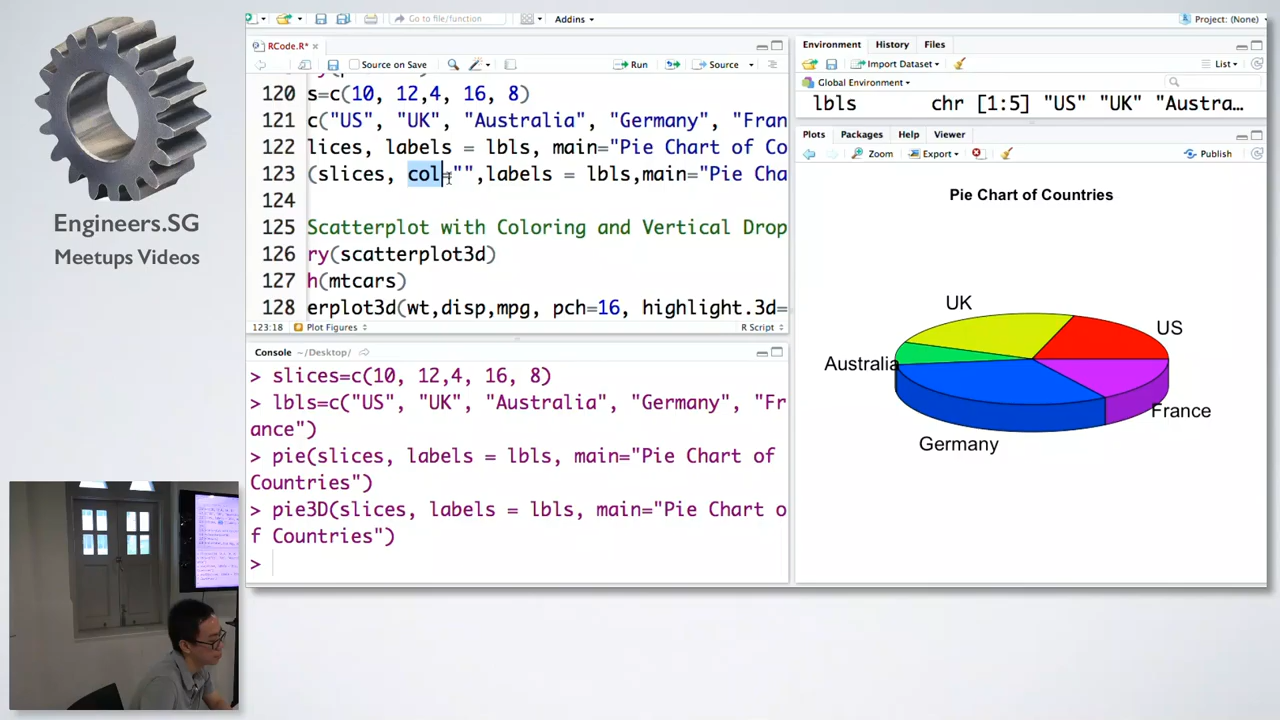 Engineers.SG
Meetups Videos
Go to file/function
Addins
Project: (None)
RCode.R*
Source on Save
Run
Source
120 s=c(10, 12,4, 16, 8)
121 c("US", "UK", "Australia", "Germany", "Fran
122 lices, labels = lbls, main="Pie Chart of Co
123 (slices, col="",labels = lbls,main="Pie Cha
124
125 Scatterplot with Coloring and Vertical Drop
126 ry(scatterplot3d)
127 h(mtcars)
128 erplot3d(wt,disp,mpg, pch=16, highlight.3d=
123:18
Plot Figures
R Script
Console ~/Desktop/
> slices=c(10, 12,4, 16, 8)
> lbls=c("US", "UK", "Australia", "Germany", "Fr
ance")
> pie(slices, labels = lbls, main="Pie Chart of
Countries")
> pie3D(slices, labels = lbls, main="Pie Chart o
f Countries")
>
Environment
History
Files
Import Dataset
List
Global Environment
lbls chr [1:5] "US" "UK" "Austra…
Plots
Packages
Help
Viewer
Zoom
Export
Publish
Pie Chart of Countries
UK
US
Australia
France
Germany